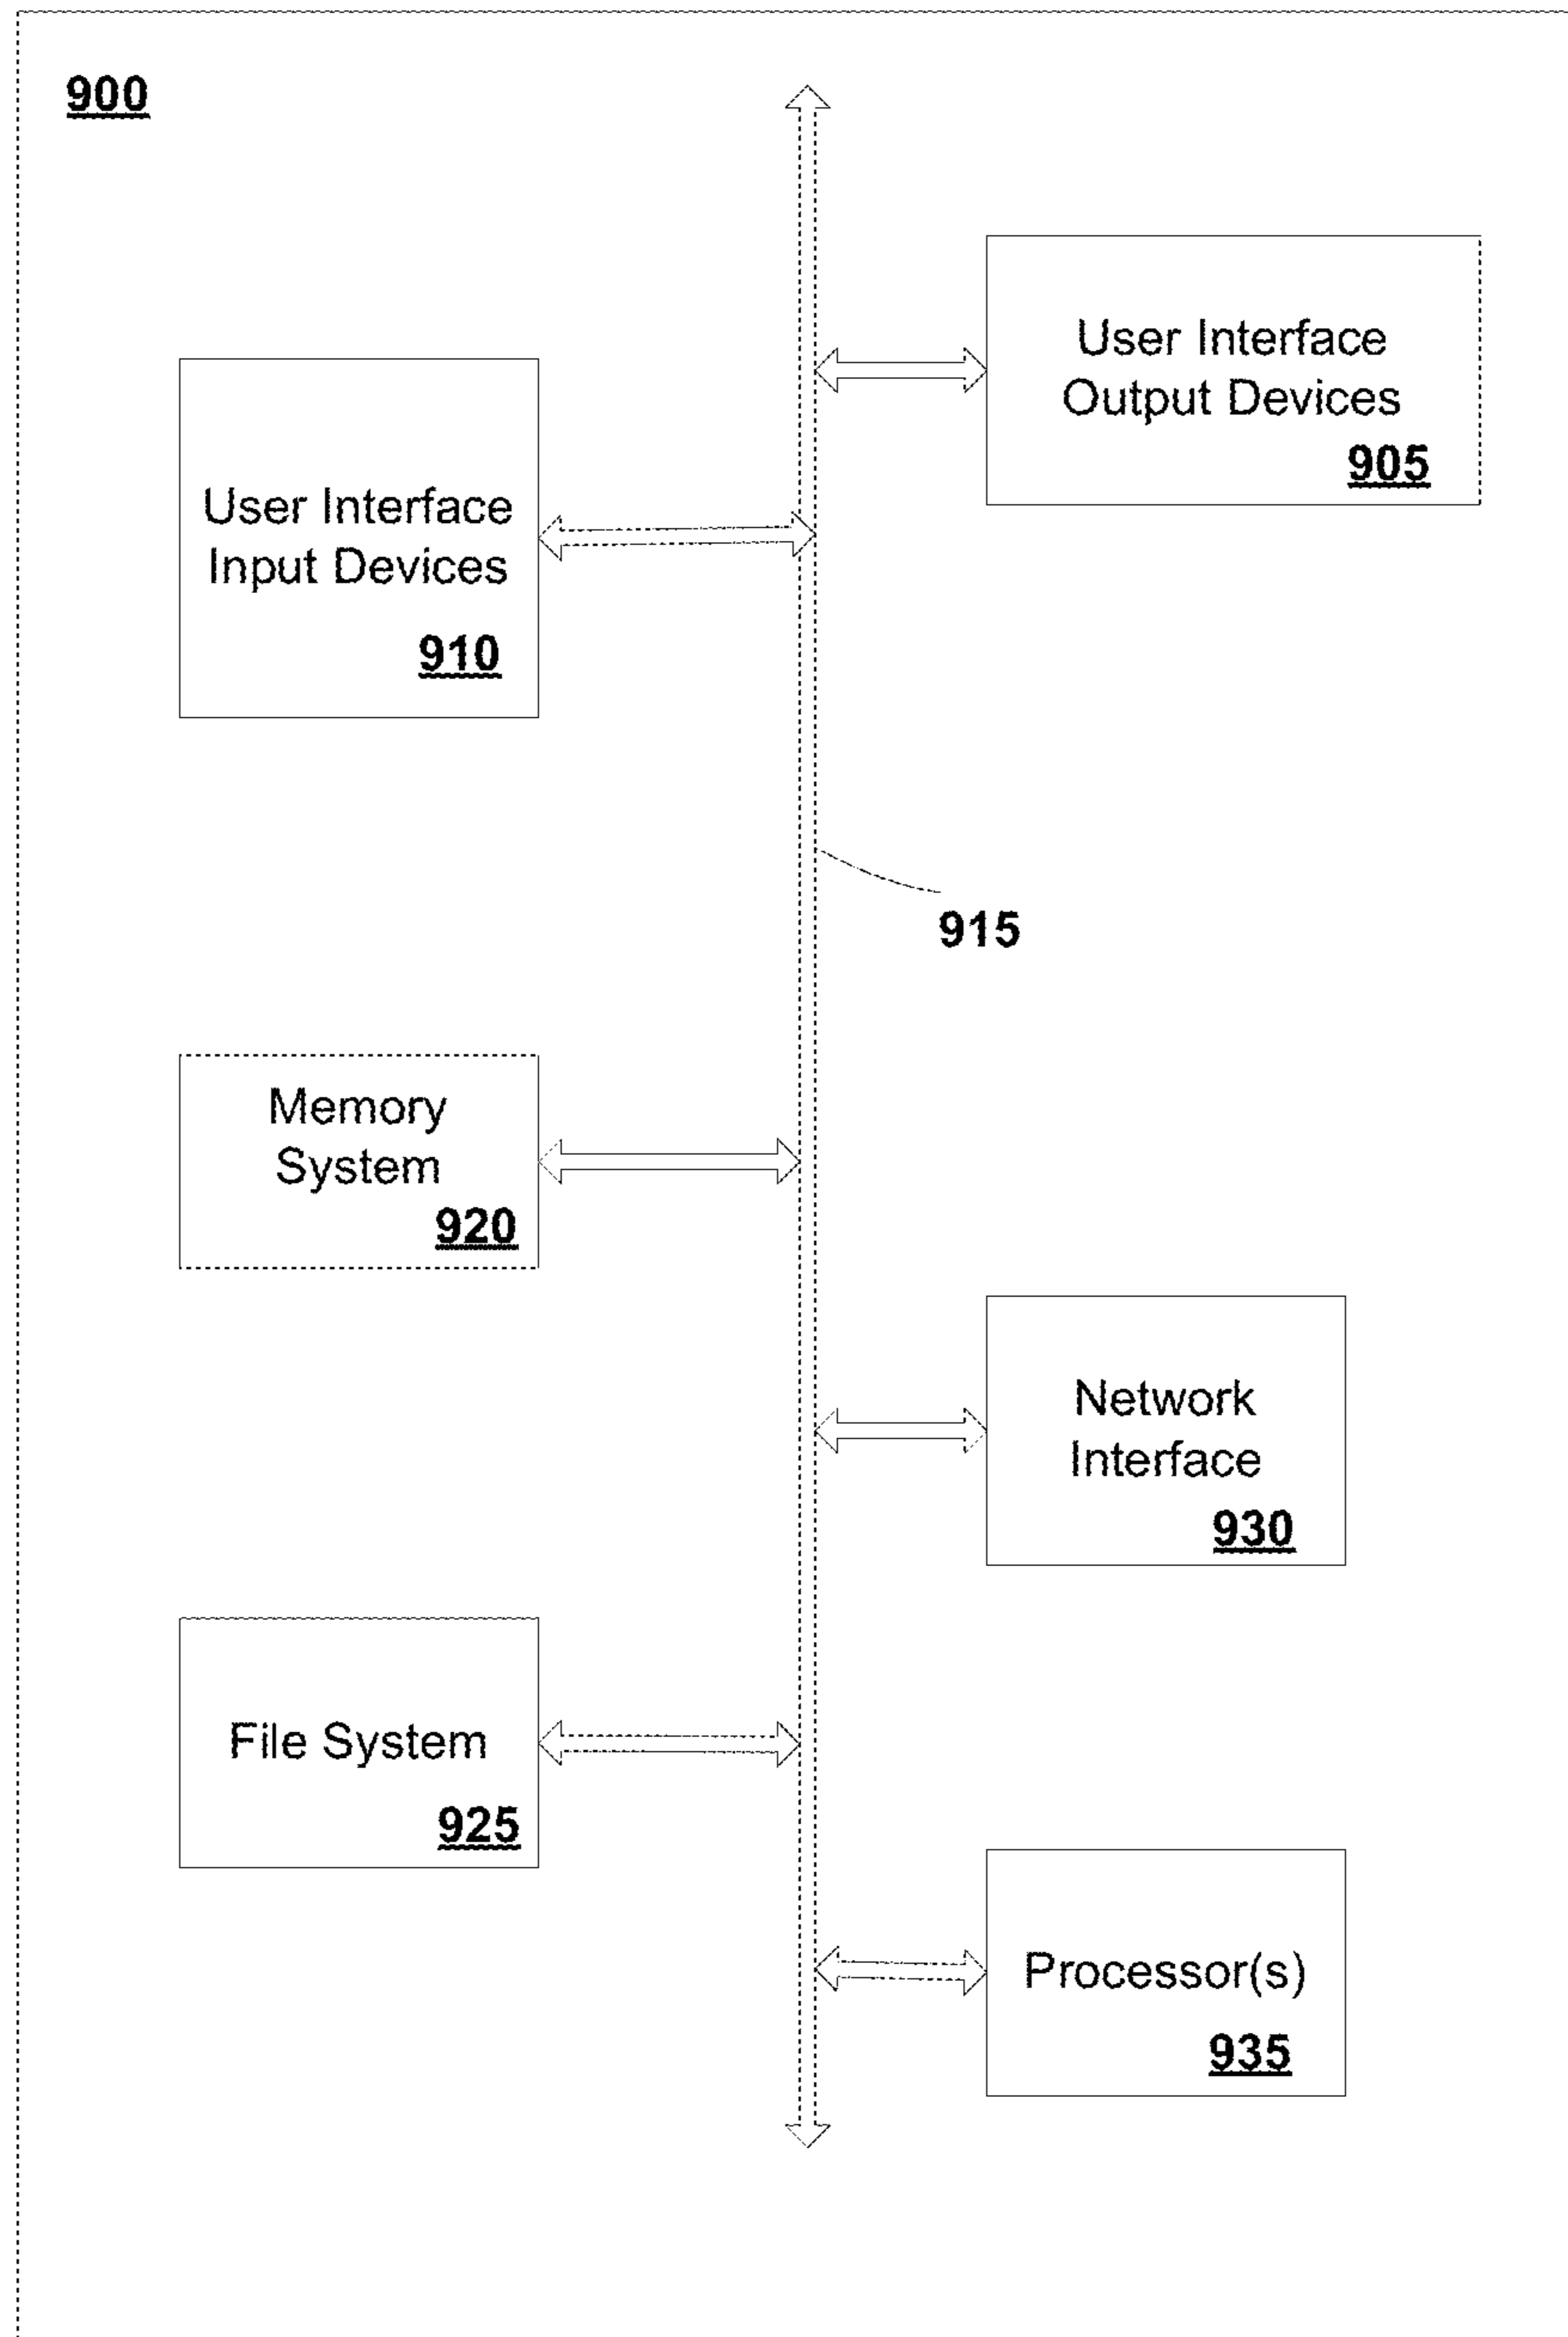 900
User Interface
Output Devices
905
User Interface
Input Devices
910
915
Memory
System
920
Network
Interface
930
File System
925
Processor(s)
935